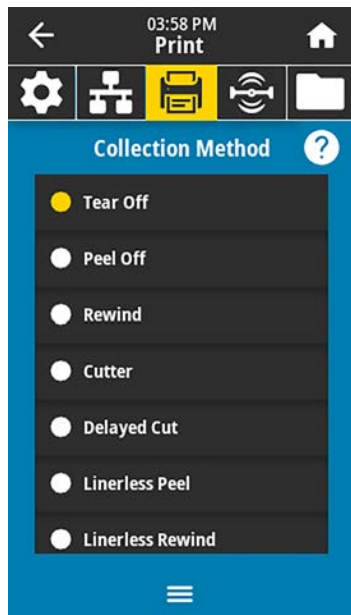 03:58 PM
Print
Collection Method
?
Tear Off
Peel Off
Rewind
Cutter
Delayed Cut
Linerless Peel
Linerless Rewind